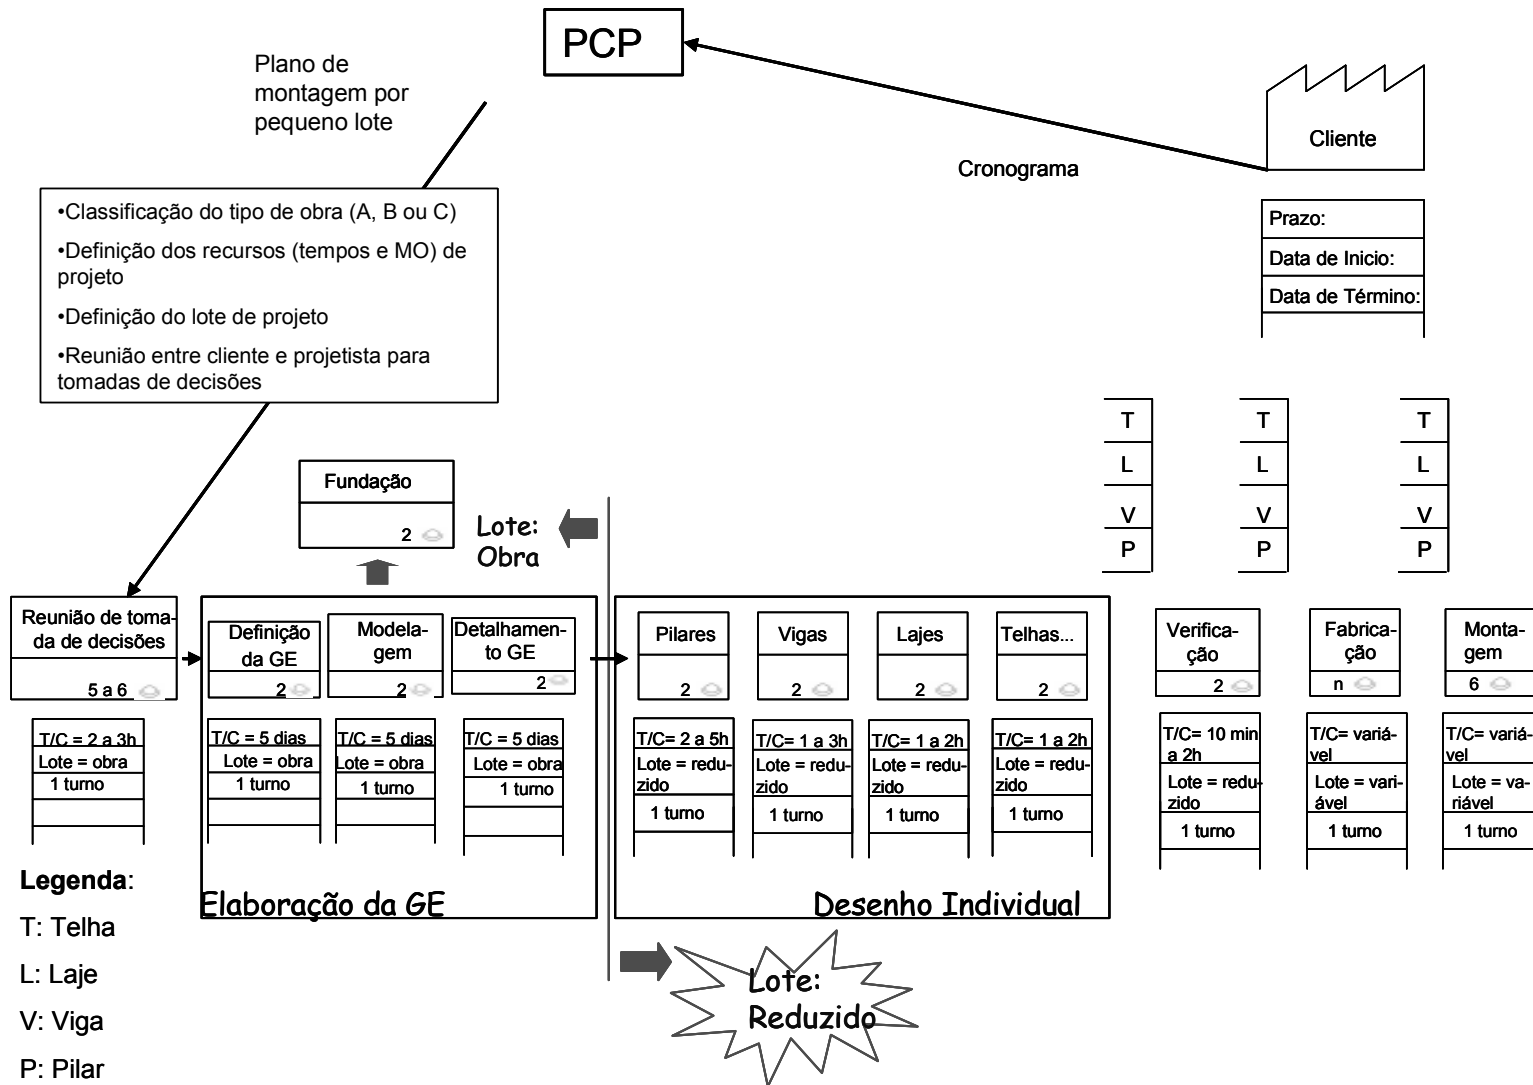 PCP
Plano de
montagem por
pequeno lote
Cliente
Cronograma
Prazo:
Data de Inicio:
Data de Término:
•Classificação do tipo de obra (A, B ou C)
•Definição dos recursos (tempos e MO) de
projeto
•Definição do lote de projeto
•Reunião entre cliente e projetista para
tomadas de decisões
T
L
V
P
T
L
V
P
T
L
V
P
Fundação
2
Lote:
Obra
Reunião de toma-
da de decisões
5 a 6
Definição
da GE
2
Modela-
gem
2
Detalhamen-
to GE
2
Pilares
2
Vigas
2
Lajes
2
Telhas...
2
Verifica-
ção
2
Fabrica-
ção
n
Monta-
gem
6
T/C = 2 a 3h
Lote = obra
1 turno
T/C = 5 dias
Lote = obra
1 turno
T/C = 5 dias
Lote = obra
1 turno
T/C = 5 dias
Lote = obra
1 turno
T/C= 2 a 5h
Lote = redu-
zido
1 turno
T/C= 1 a 3h
Lote = redu-
zido
1 turno
T/C= 1 a 2h
Lote = redu-
zido
1 turno
T/C= 1 a 2h
Lote = redu-
zido
1 turno
T/C= 10 min
a 2h
Lote = redu-
zido
1 turno
T/C= variá-
vel
Lote = vari-
ável
1 turno
T/C= variá-
vel
Lote = va-
riável
1 turno
Elaboração da GE
Desenho Individual
Legenda:
T: Telha
L: Laje
V: Viga
P: Pilar
Lote:
Reduzido